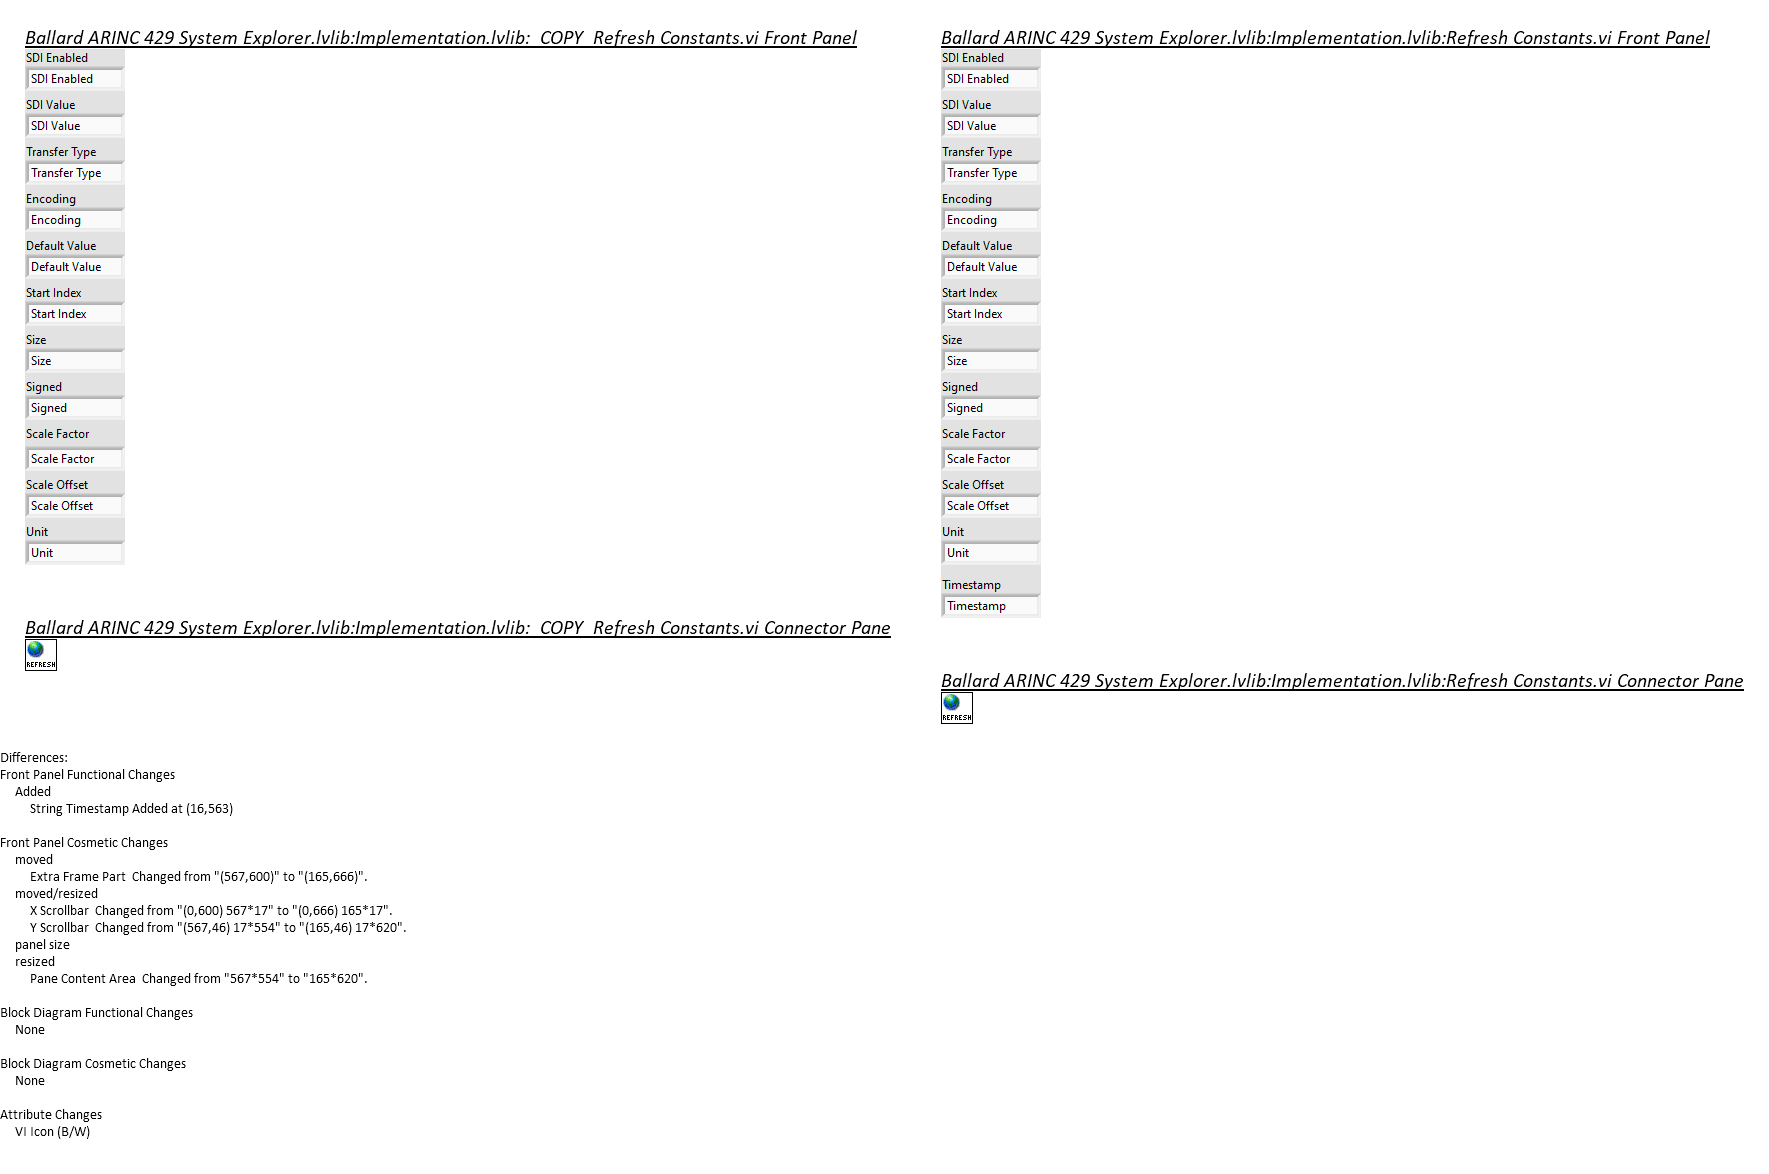 Ballard ARINC 429 System Explorer.lvlib:Implementation.lvlib:_COPY_Refresh Constants.vi Front Panel
SDI Enabled
SDI Enabled
SDI Value
SDI Value
Transfer Type
Transfer Type
Encoding
Encoding
Default Value
Default Value
Start Index
Start Index
Size
Size
Signed
Signed
Scale Factor
Scale Factor
Scale Offset
Scale Offset
Unit
Unit
Ballard ARINC 429 System Explorer.lvlib:Implementation.lvlib:_COPY_Refresh Constants.vi Connector Pane
REFRESH
Ballard ARINC 429 System Explorer.lvlib:Implementation.lvlib:Refresh Constants.vi Front Panel
SDI Enabled
SDI Enabled
SDI Value
SDI Value
Transfer Type
Transfer Type
Encoding
Encoding
Default Value
Default Value
Start Index
Start Index
Size
Size
Signed
Signed
Scale Factor
Scale Factor
Scale Offset
Scale Offset
Unit
Unit
Timestamp
Timestamp
Ballard ARINC 429 System Explorer.lvlib:Implementation.lvlib:Refresh Constants.vi Connector Pane
REFRESH
Differences:
Front Panel Functional Changes
Added
String Timestamp Added at (16,563)
Front Panel Cosmetic Changes
moved
Extra Frame Part  Changed from "(567,600)" to "(165,666)".
moved/resized
X Scrollbar  Changed from "(0,600) 567*17" to "(0,666) 165*17".
Y Scrollbar  Changed from "(567,46) 17*554" to "(165,46) 17*620".
panel size
resized
Pane Content Area  Changed from "567*554" to "165*620".
Block Diagram Functional Changes
None
Block Diagram Cosmetic Changes
None
Attribute Changes
VI Icon (B/W)